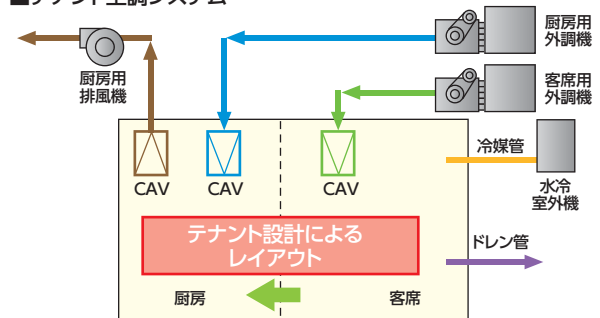 ■テナント空調システム
厨房用
外調機
厨房用
排風機
客席用
外調機
冷媒管
CAV
CAV
CAV
水冷
室外機
テナント設計による
レイアウト
ドレン管
厨房
客席